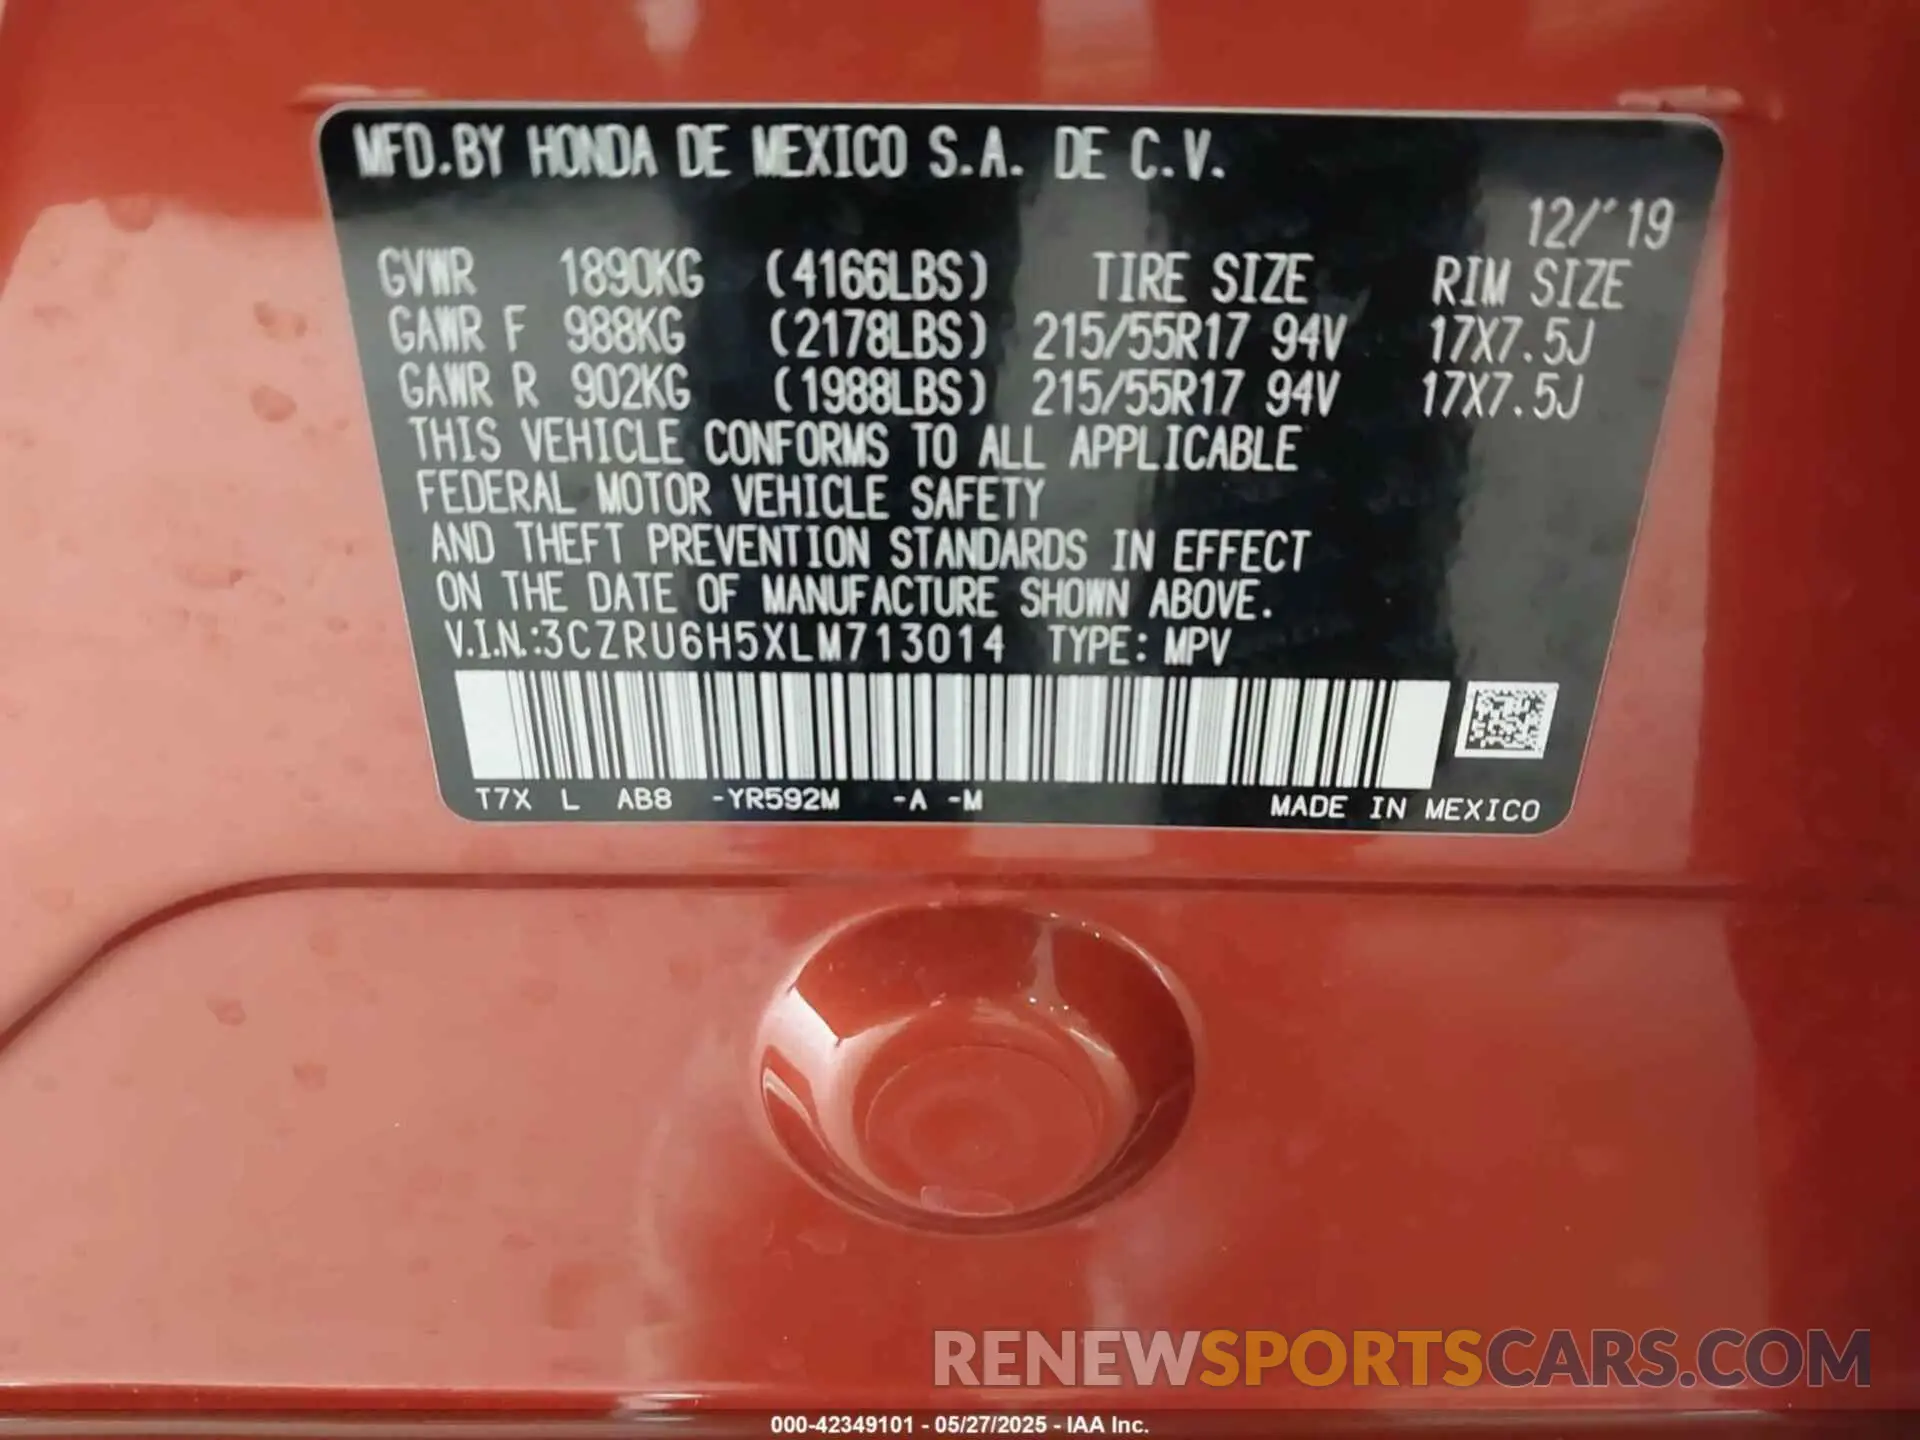 MFD.BY HONDA DE MEXICO S.A. DE C.V.
12/'19
GVWR 1890KG (4166LBS) TIRE SIZE RIM SIZE
GAWR F 988KG (2178LBS) 215/55R17 94V 17X7.5J
GAWR R 902KG (1988LBS) 215/55R17 94V 17X7.5J
THIS VEHICLE CONFORMS TO ALL APPLICABLE
FEDERAL MOTOR VEHICLE SAFETY
AND THEFT PREVENTION STANDARDS IN EFFECT
ON THE DATE OF MANUFACTURE SHOWN ABOVE.
V.I.N.:3CZRU6H5XLM713014 TYPE: MPV
T7X L AB8 -YR592M -A -M MADE IN MEXICO
RENEWSPORTSCARS.COM
000-42349101 - 05/27/2025 - IAA Inc.